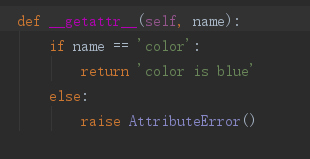 def __getattr__(self, name):
    if name == 'color':
        return 'color is blue'
    else:
        raise AttributeError()